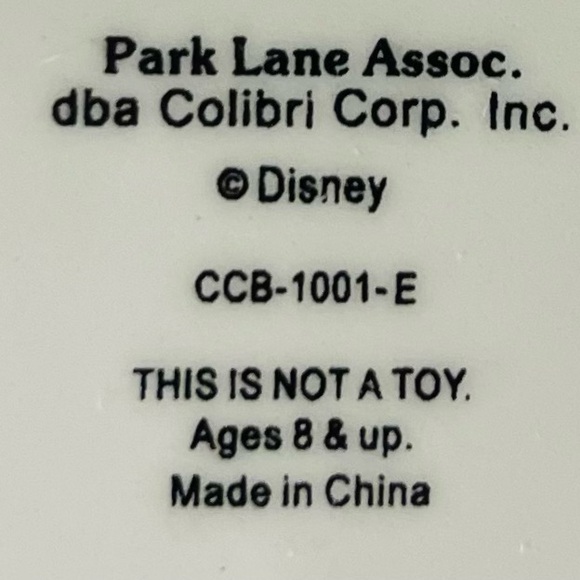 Park Lane Assoc.
dba Colibri Corp. Inc.
© Disney
CCB-1001-E
THIS IS NOT A TOY.
Ages 8 & up.
Made in China